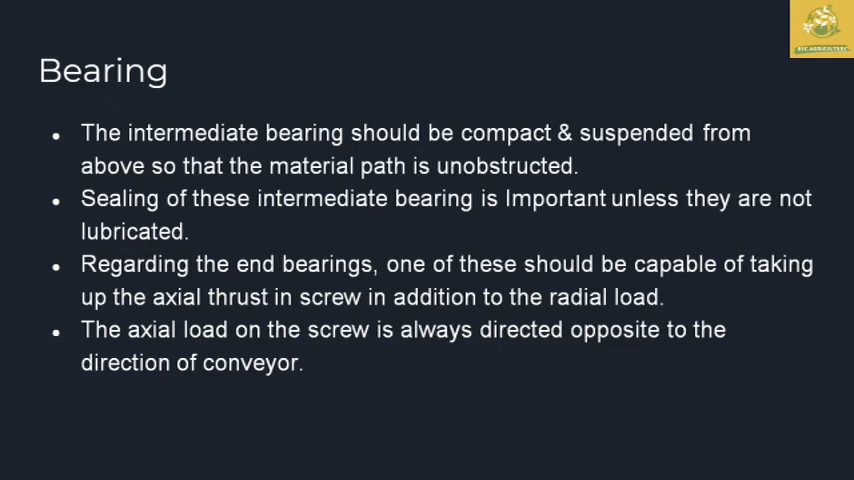 Bearing
The intermediate bearing should be compact & suspended from
above so that the material path is unobstructed.
Sealing of these intermediate bearing is Important unless they are not
lubricated.
Regarding the end bearings, one of these should be capable of taking
up the axial thrust in screw in addition to the radial load.
The axial load on the screw is always directed opposite to the
direction of conveyor.